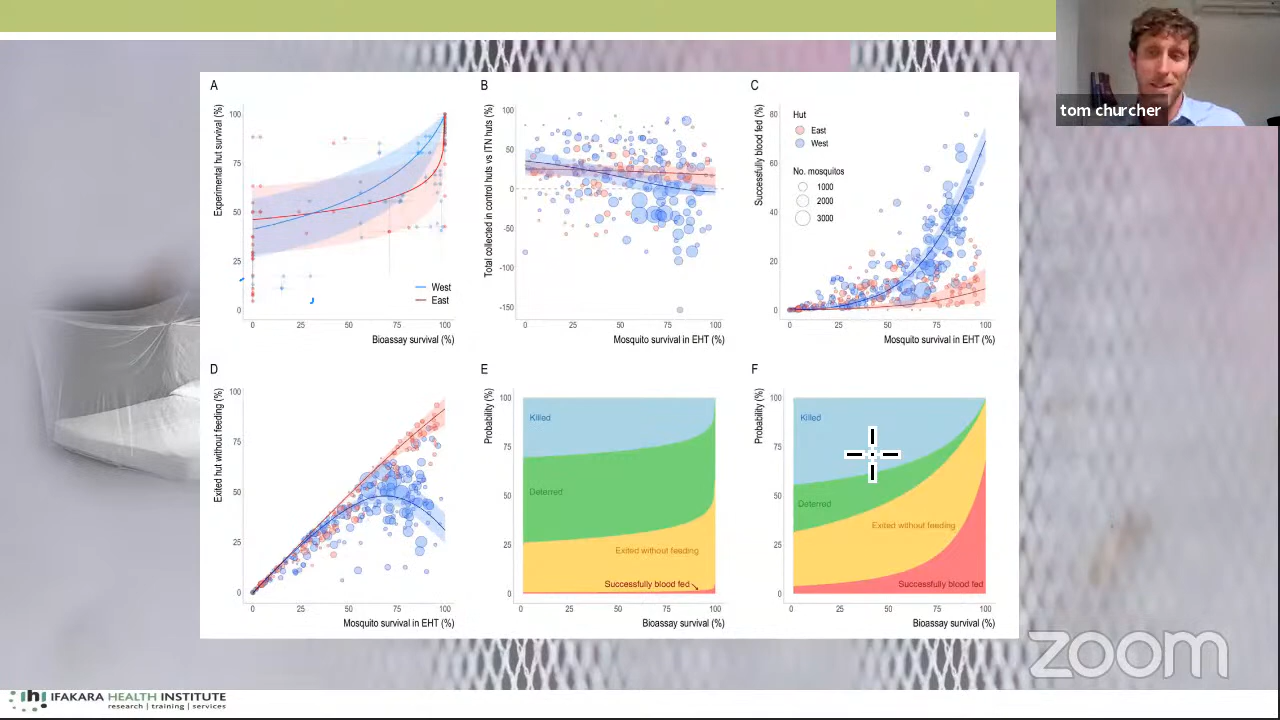 tom churcher
A
Experimental hut survival (%)
100
75
50
25
0
West
East
0
25
50
75
100
Bioassay survival (%)
B
Total collected in control huts vs ITN huts (%)
100
50
0
-50
-100
-150
0
25
50
75
100
Mosquito survival in EHT (%)
C
Successfully blood fed (%)
80
60
40
20
0
Hut
East
West
No. mosquitos
1000
2000
3000
0
25
50
75
100
Mosquito survival in EHT (%)
D
Exited hut without feeding (%)
100
75
50
25
0
0
25
50
75
100
Mosquito survival in EHT (%)
E
Probability (%)
100
75
50
25
0
Killed
Deterred
Exited without feeding
Successfully blood fed
0
25
50
75
100
Bioassay survival (%)
F
Probability (%)
100
75
50
25
0
Killed
Deterred
Exited without feeding
Successfully blood fed
0
25
50
75
100
Bioassay survival (%)
zoom
ihi IFAKARA HEALTH INSTITUTE
research | training | services